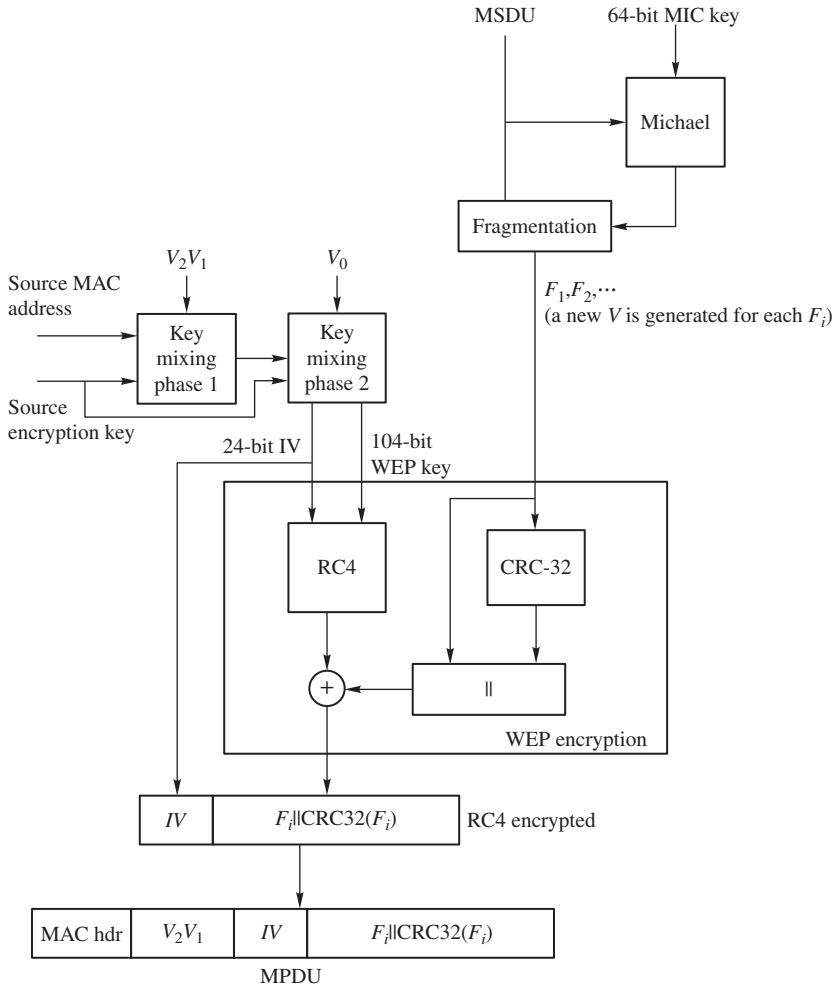 MSDU
64-bit MIC key
Michael
Fragmentation
V₂V₁
V₀
Source MAC
address
Key
mixing
phase 1
Key
mixing
phase 2
F₁,F₂,⋯
(a new V is generated for each Fᵢ)
Source
encryption key
24-bit IV
104-bit
WEP key
RC4
CRC-32
+
||
WEP encryption
IV
Fᵢ||CRC32(Fᵢ)
RC4 encrypted
MAC hdr
V₂V₁
IV
Fᵢ||CRC32(Fᵢ)
MPDU